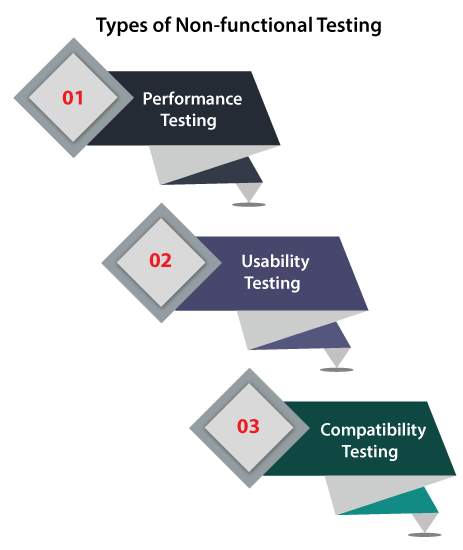 Types of Non-functional Testing
01
Performance
Testing
02
Usability
Testing
03
Compatibility
Testing